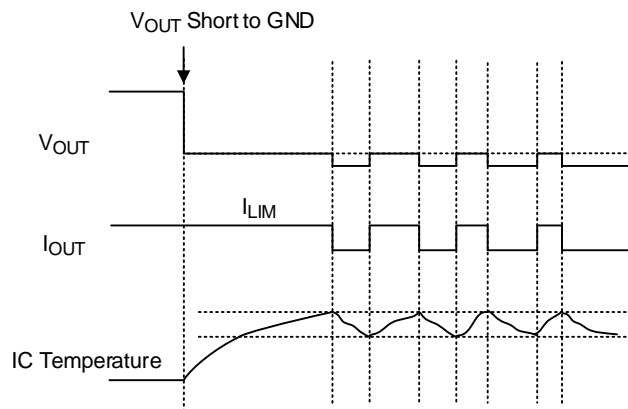 VOUT Short to GND
VOUT
ILIM
IOUT
IC Temperature